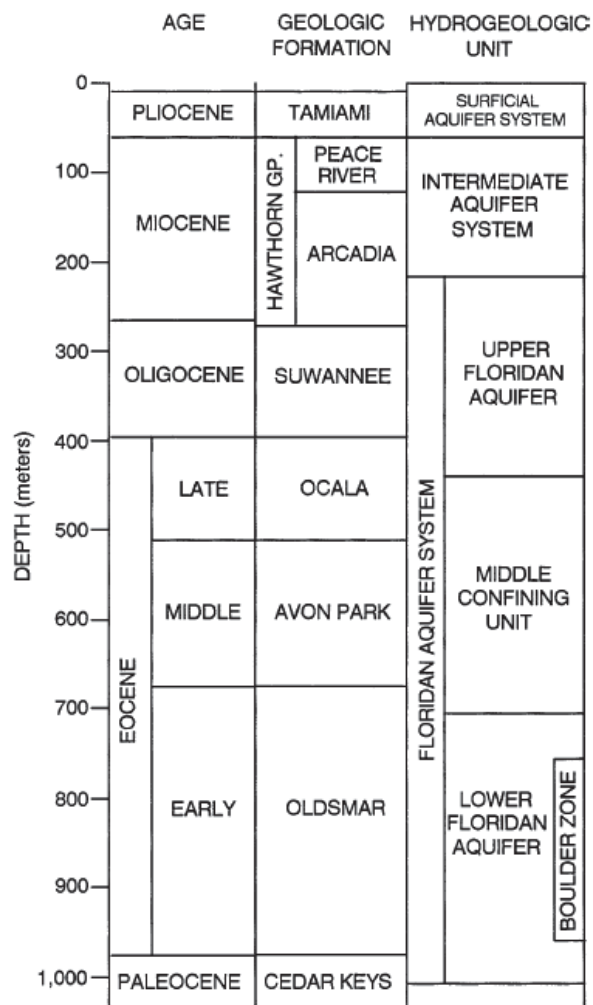 AGE
GEOLOGIC
FORMATION
HYDROGEOLOGIC
UNIT
DEPTH (meters)
0
100
200
300
400
500
600
700
800
900
1,000
PLIOCENE
MIOCENE
OLIGOCENE
EOCENE
LATE
MIDDLE
EARLY
PALEOCENE
TAMIAMI
HAWTHORN GP.
PEACE
RIVER
ARCADIA
SUWANNEE
OCALA
AVON PARK
OLDSMAR
CEDAR KEYS
SURFICIAL
AQUIFER SYSTEM
INTERMEDIATE
AQUIFER
SYSTEM
FLORIDAN AQUIFER SYSTEM
UPPER
FLORIDAN
AQUIFER
MIDDLE
CONFINING
UNIT
LOWER
FLORIDAN
AQUIFER
BOULDER ZONE